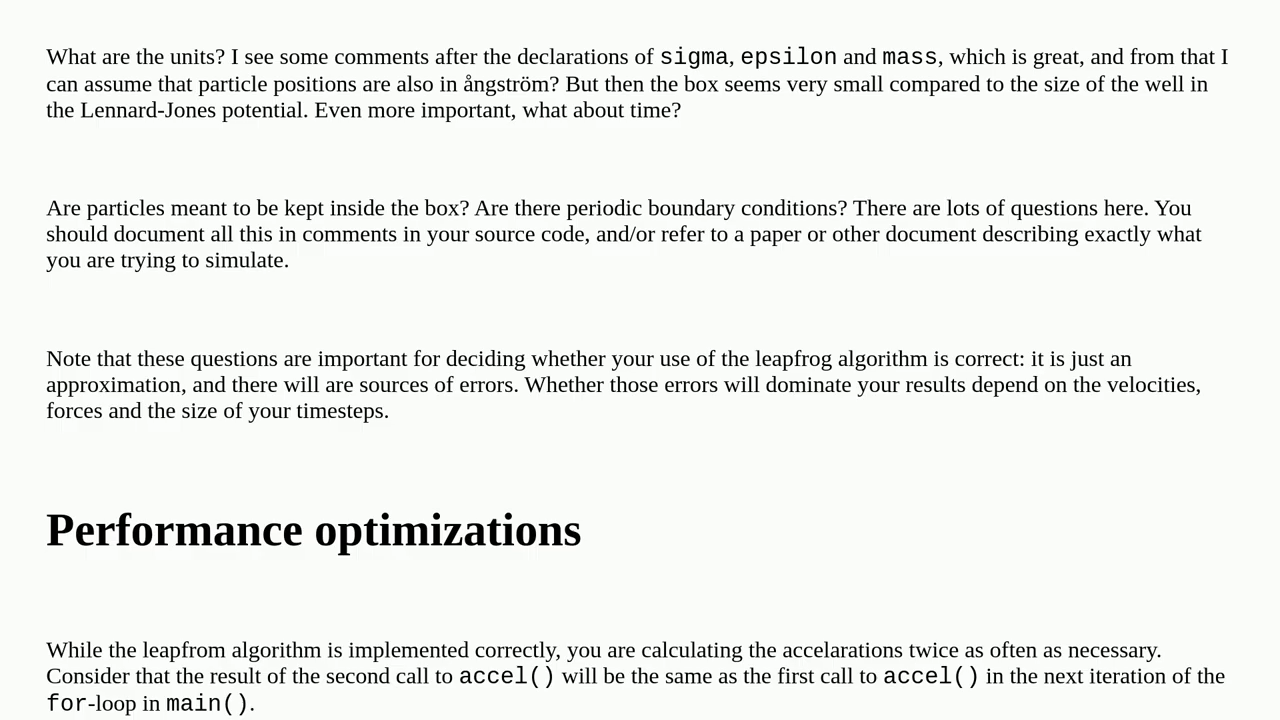 What are the units? I see some comments after the declarations of sigma, epsilon and mass, which is great, and from that I
can assume that particle positions are also in ångström? But then the box seems very small compared to the size of the well in
the Lennard-Jones potential. Even more important, what about time?
Are particles meant to be kept inside the box? Are there periodic boundary conditions? There are lots of questions here. You
should document all this in comments in your source code, and/or refer to a paper or other document describing exactly what
you are trying to simulate.
Note that these questions are important for deciding whether your use of the leapfrog algorithm is correct: it is just an
approximation, and there will are sources of errors. Whether those errors will dominate your results depend on the velocities,
forces and the size of your timesteps.
Performance optimizations
While the leapfrom algorithm is implemented correctly, you are calculating the accelarations twice as often as necessary.
Consider that the result of the second call to accel() will be the same as the first call to accel() in the next iteration of the
for-loop in main().